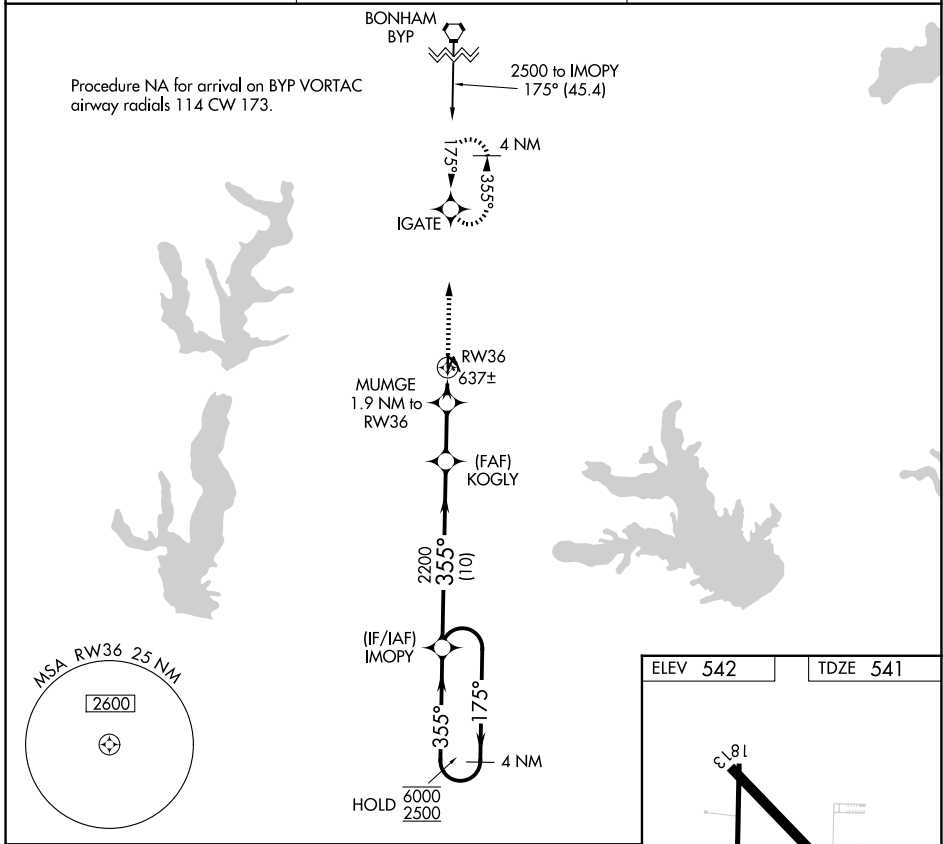 BONHAM
BYP
Procedure NA for arrival on BYP VORTAC
airway radials 114 CW 173.
2500 to IMOPY
175° (45.4)
4 NM
175°
355°
IGATE
RW36
637±
MUMGE
1.9 NM to
RW36
(FAF)
KOGLY
2200
355°
(10)
(IF/IAF)
IMOPY
355°
175°
4 NM
HOLD 6000
2500
MSA RW36 25 NM
2600
ELEV 542
TDZE 541
18
13